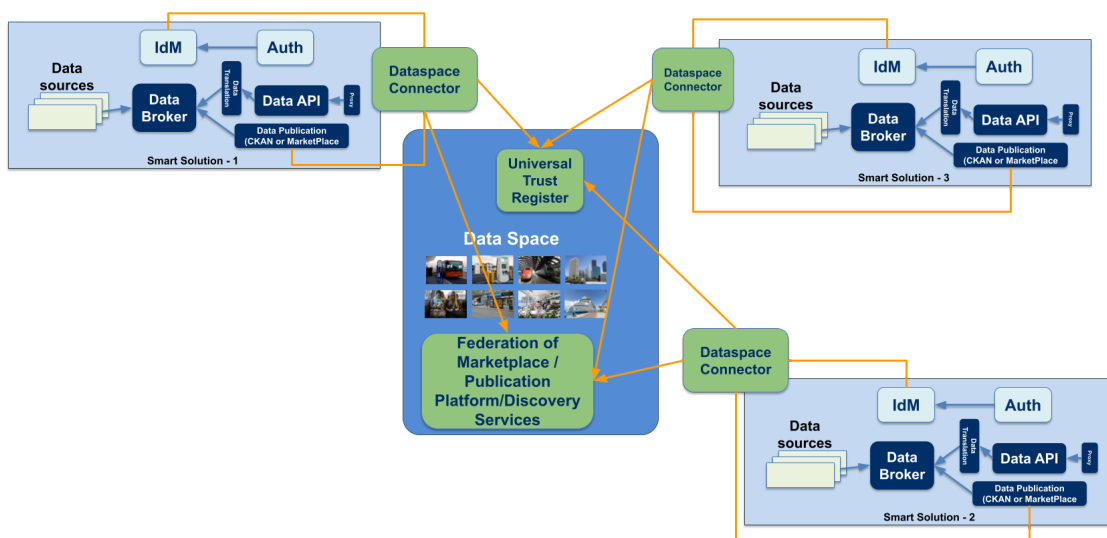 IdM
Auth
Data
sources
Data
Translation
Data
Broker
Data API
Proxy
Data Publication
(CKAN or MarketPlace
Smart Solution - 1
Dataspace
Connector
Dataspace
Connector
IdM
Auth
Data
sources
Data
Translation
Data
Broker
Data API
Proxy
Data Publication
(CKAN or MarketPlace
Smart Solution - 3
Universal
Trust
Register
Data Space
Federation of
Marketplace /
Publication
Platform/Discovery
Services
Dataspace
Connector
IdM
Auth
Data
sources
Data
Translation
Data
Broker
Data API
Proxy
Data Publication
(CKAN or MarketPlace
Smart Solution - 2